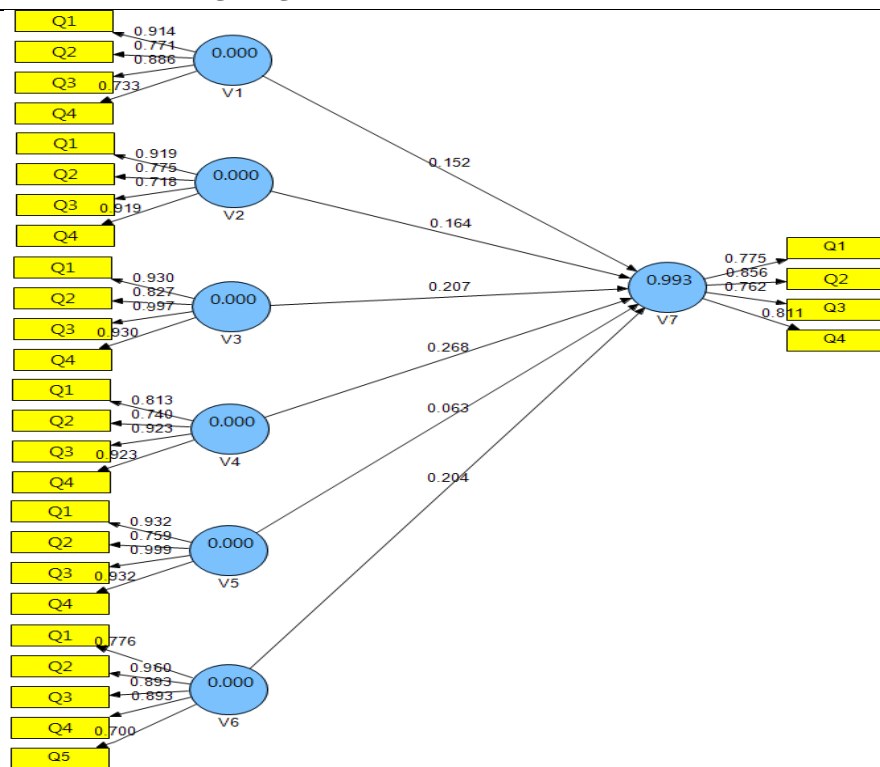 Q1
0.914
Q2
0.771
0.886
0.000
Q3
0.733
V1
Q4
Q1
0.919
Q2
0.775
0.718
0.000
Q3
0.919
V2
Q4
Q1
0.930
Q2
0.827
0.997
0.000
Q3
0.930
V3
Q4
Q1
0.813
Q2
0.740
0.923
0.000
Q3
0.923
V4
Q4
Q1
0.932
Q2
0.759
0.999
0.000
Q3
0.932
V5
Q4
Q1
0.776
Q2
0.960
0.893
0.893
0.000
Q3
V6
Q4
0.700
Q5
0.152
0.164
0.207
0.268
0.063
0.204
0.993
V7
0.775
0.856
0.762
0.811
Q1
Q2
Q3
Q4